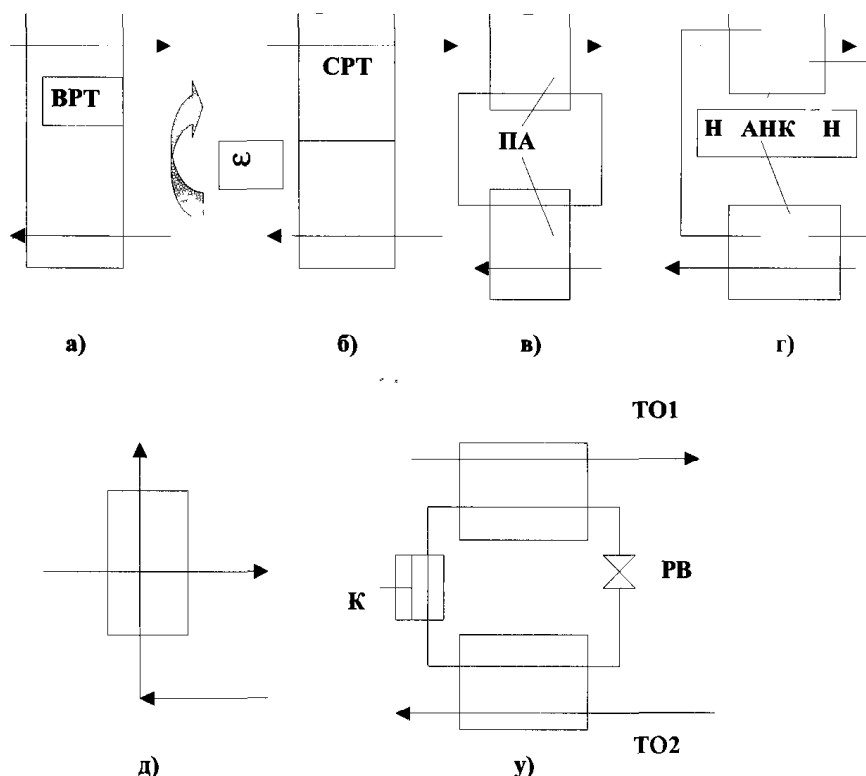 ВРТ
СРТ
ω
ПА
Н АНК Н
а)
б)
в)
г)
ТО1
К
РВ
ТО2
д)
у)